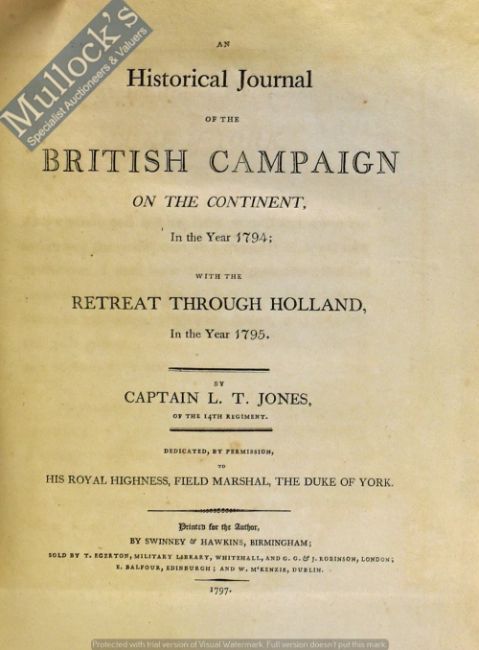 Mullock's
Specialist Auctioneers & Valuers
AN
Historical Journal
OF THE
BRITISH CAMPAIGN
ON THE CONTINENT,
In the Year 1794;
WITH THE
RETREAT THROUGH HOLLAND,
In the Year 1795.
BY
CAPTAIN L. T. JONES,
OF THE 14TH REGIMENT.
DEDICATED, BY PERMISSION,
TO
HIS ROYAL HIGHNESS, FIELD MARSHAL, THE DUKE OF YORK.
Printed for the Author,
BY SWINNEY & HAWKINS, BIRMINGHAM;
SOLD BY T. EGERTON, MILITARY LIBRARY, WHITEHALL, AND G. G. & J. ROBINSON, LONDON;
E. BALFOUR, EDINBURGH; AND W. McKENZIE, DUBLIN.
1797.
Protected with trial version of Visual Watermark. Full version doesn't put this mark.